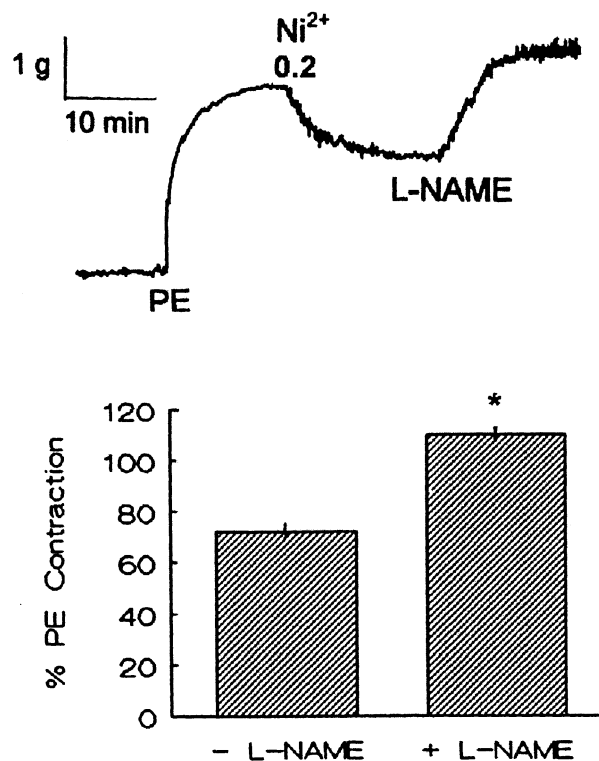 Ni²⁺
1 g
0.2
10 min
L-NAME
PE
*
120
100
80
60
40
20
0
% PE Contraction
− L−NAME
+ L−NAME